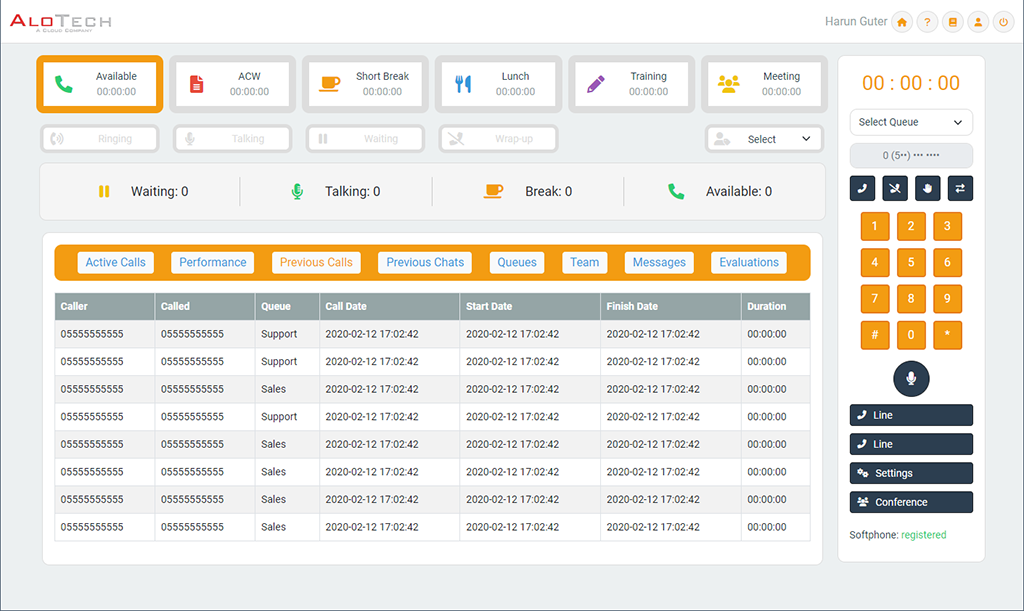 ALOTECH
A CLOUD COMPANY
Harun Guter
?
Available
00:00:00
ACW
00:00:00
Short Break
00:00:00
Lunch
00:00:00
Training
00:00:00
Meeting
00:00:00
Ringing
Talking
Waiting
Wrap-up
Select
Waiting: 0
Talking: 0
Break: 0
Available: 0
Active Calls
Performance
Previous Calls
Previous Chats
Queues
Team
Messages
Evaluations
Caller Called Queue Call Date Start Date Finish Date Duration
05555555555 05555555555 Support 2020-02-12 17:02:42 2020-02-12 17:02:42 2020-02-12 17:02:42 00:00:00
05555555555 05555555555 Support 2020-02-12 17:02:42 2020-02-12 17:02:42 2020-02-12 17:02:42 00:00:00
05555555555 05555555555 Sales 2020-02-12 17:02:42 2020-02-12 17:02:42 2020-02-12 17:02:42 00:00:00
05555555555 05555555555 Support 2020-02-12 17:02:42 2020-02-12 17:02:42 2020-02-12 17:02:42 00:00:00
05555555555 05555555555 Sales 2020-02-12 17:02:42 2020-02-12 17:02:42 2020-02-12 17:02:42 00:00:00
05555555555 05555555555 Sales 2020-02-12 17:02:42 2020-02-12 17:02:42 2020-02-12 17:02:42 00:00:00
05555555555 05555555555 Sales 2020-02-12 17:02:42 2020-02-12 17:02:42 2020-02-12 17:02:42 00:00:00
05555555555 05555555555 Sales 2020-02-12 17:02:42 2020-02-12 17:02:42 2020-02-12 17:02:42 00:00:00
00 : 00 : 00
Select Queue
0 (5••) ••• ••••
1 2 3
4 5 6
7 8 9
# 0 *
Line
Line
Settings
Conference
Softphone: registered